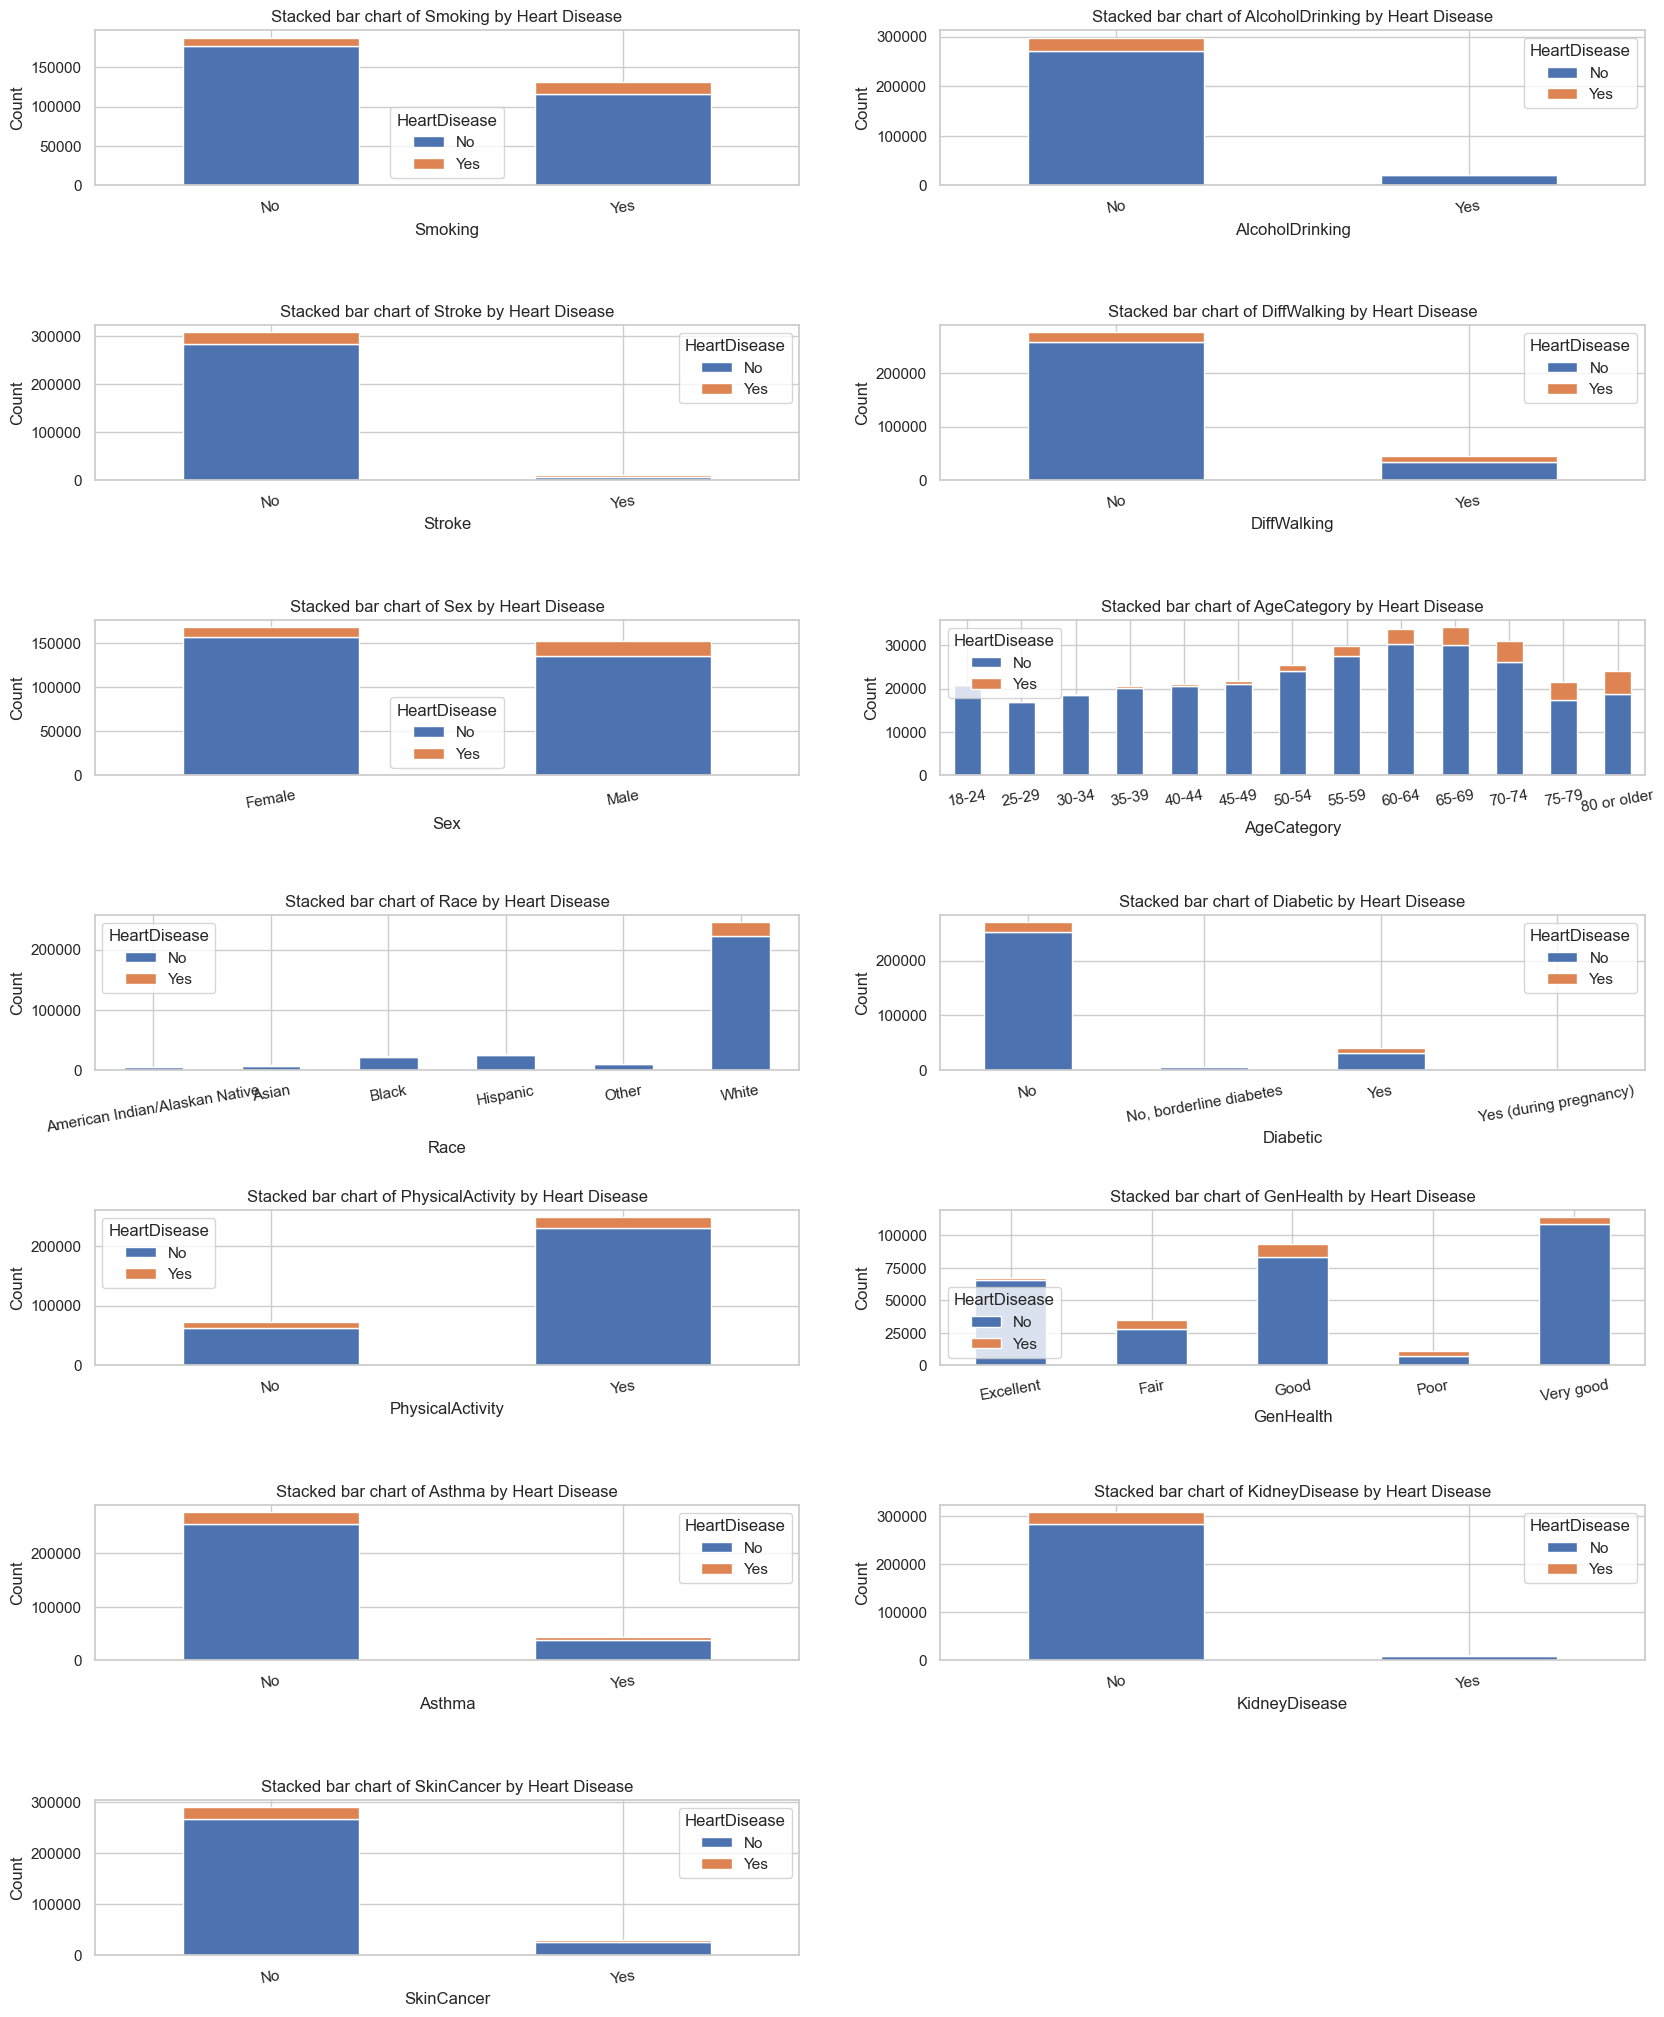 Stacked bar chart of Smoking by Heart Disease
150000
100000
50000
0
Count
HeartDisease
No
Yes
No
Yes
Smoking
Stacked bar chart of AlcoholDrinking by Heart Disease
300000
200000
100000
0
Count
HeartDisease
No
Yes
No
Yes
AlcoholDrinking
Stacked bar chart of Stroke by Heart Disease
300000
200000
100000
0
Count
HeartDisease
No
Yes
No
Yes
Stroke
Stacked bar chart of DiffWalking by Heart Disease
200000
100000
0
Count
HeartDisease
No
Yes
No
Yes
DiffWalking
Stacked bar chart of Sex by Heart Disease
150000
100000
50000
0
Count
HeartDisease
No
Yes
Female
Male
Sex
Stacked bar chart of AgeCategory by Heart Disease
30000
20000
10000
0
Count
HeartDisease
No
Yes
18-24
25-29
30-34
35-39
40-44
45-49
50-54
55-59
60-64
65-69
70-74
75-79
80 or older
AgeCategory
Stacked bar chart of Race by Heart Disease
200000
100000
0
Count
HeartDisease
No
Yes
American Indian/Alaskan Native
Asian
Black
Hispanic
Other
White
Race
Stacked bar chart of Diabetic by Heart Disease
200000
100000
0
Count
HeartDisease
No
Yes
No
No, borderline diabetes
Yes
Yes (during pregnancy)
Diabetic
Stacked bar chart of PhysicalActivity by Heart Disease
200000
100000
0
Count
HeartDisease
No
Yes
No
Yes
PhysicalActivity
Stacked bar chart of GenHealth by Heart Disease
100000
75000
50000
25000
0
Count
HeartDisease
No
Yes
Excellent
Fair
Good
Poor
Very good
GenHealth
Stacked bar chart of Asthma by Heart Disease
200000
100000
0
Count
HeartDisease
No
Yes
No
Yes
Asthma
Stacked bar chart of KidneyDisease by Heart Disease
300000
200000
100000
0
Count
HeartDisease
No
Yes
No
Yes
KidneyDisease
Stacked bar chart of SkinCancer by Heart Disease
300000
200000
100000
0
Count
HeartDisease
No
Yes
No
Yes
SkinCancer